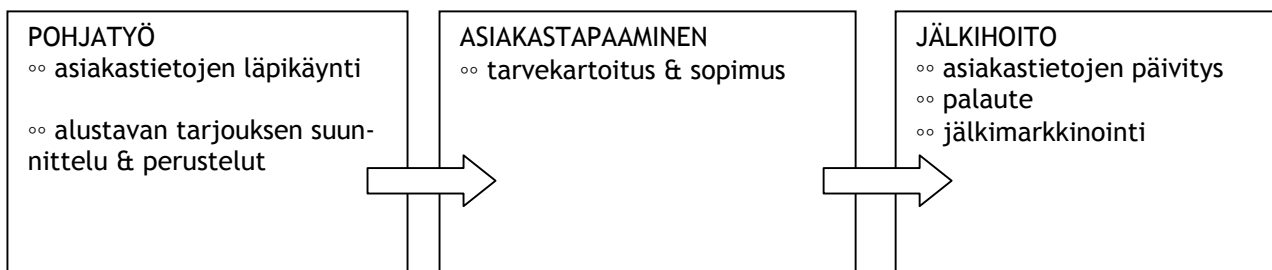 POHJATYÖ
°° asiakastietojen läpikäynti
°° alustavan tarjouksen suun-
nittelu & perustelut
ASIAKASTAPAAMINEN
°° tarvekartoitus & sopimus
JÄLKIHOITO
°° asiakastietojen päivitys
°° palaute
°° jälkimarkkinointi